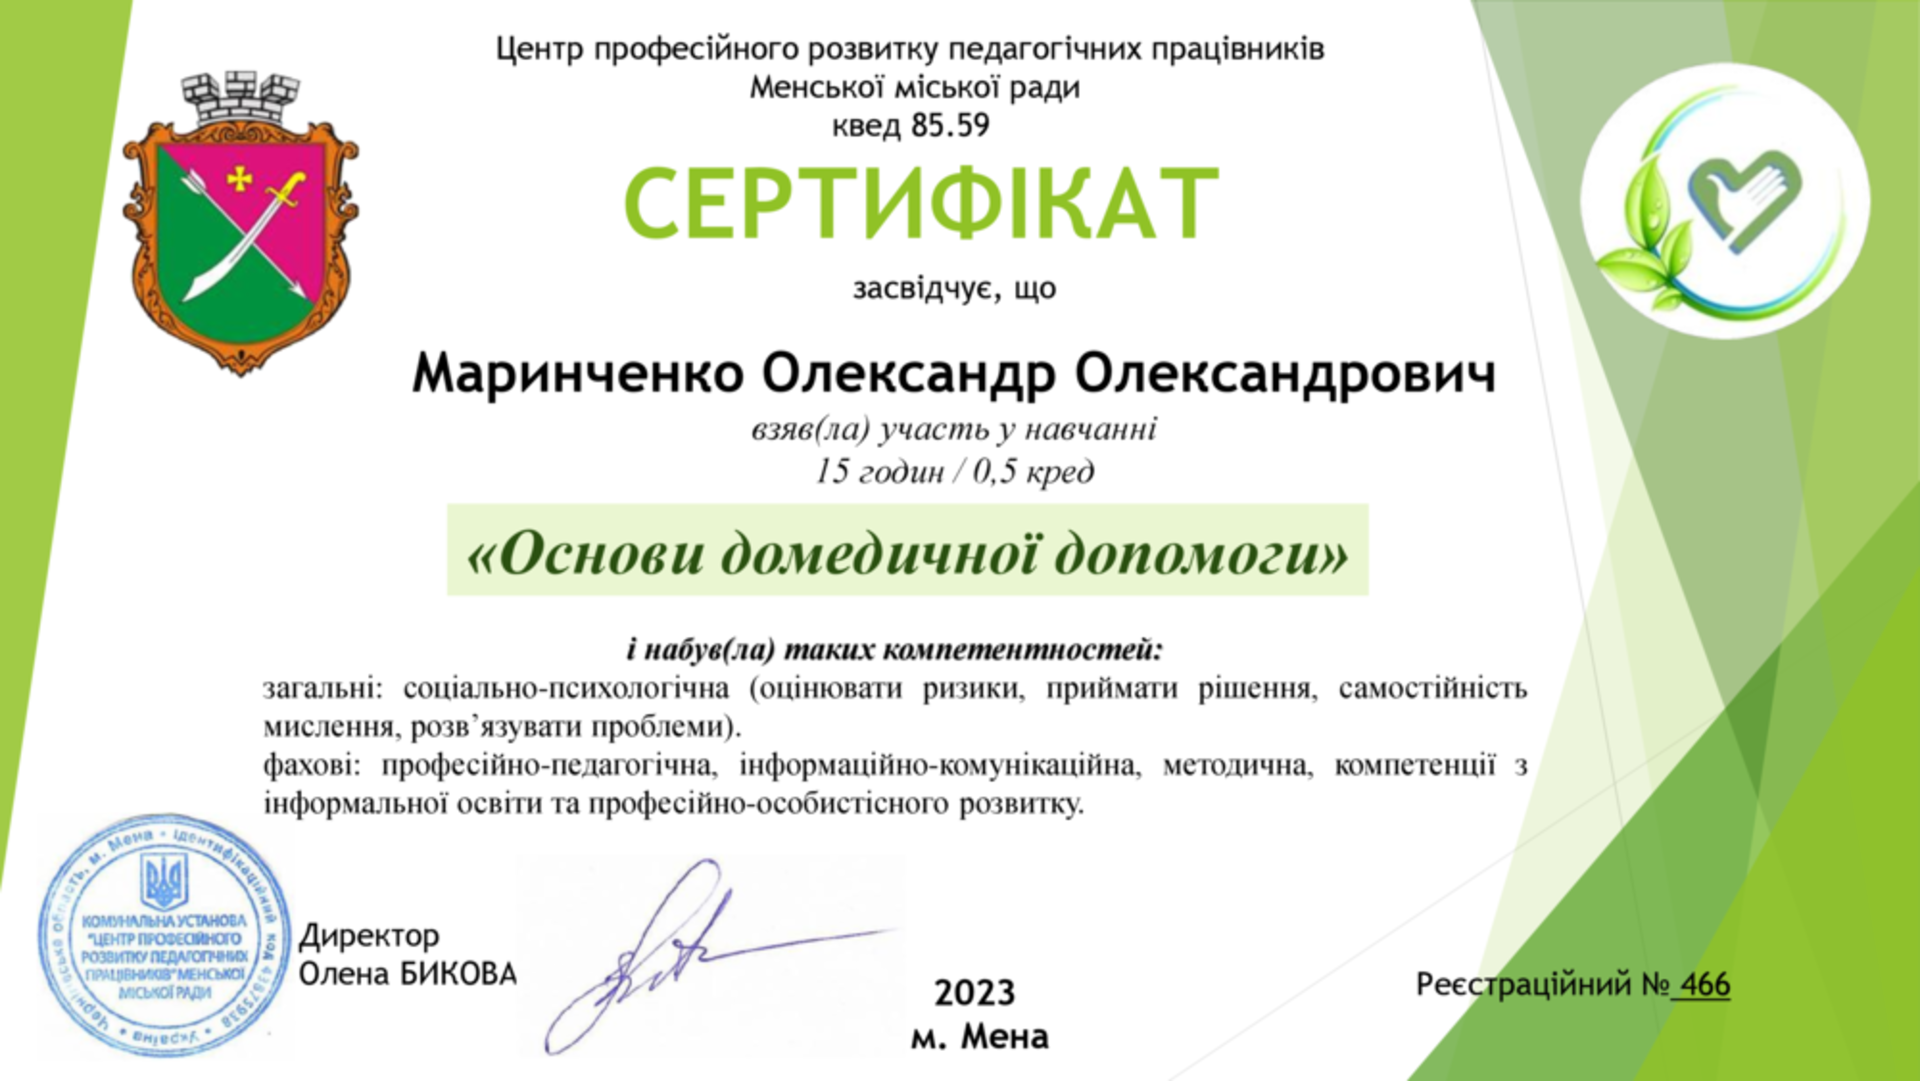 Центр професійного розвитку педагогічних працівників
Менської міської ради
квед 85.59
СЕРТИФІКАТ
засвідчує, що
Маринченко Олександр Олександрович
взяв(ла) участь у навчанні
15 годин / 0,5 кред
«Основи домедичної допомоги»
і набув(ла) таких компетентностей:
загальні: соціально-психологічна (оцінювати ризики, приймати рішення, самостійність
мислення, розв’язувати проблеми).
фахові: професійно-педагогічна, інформаційно-комунікаційна, методична, компетенції з
інформальної освіти та професійно-особистісного розвитку.
Україна * Чернігівська область, м. Мена * Ідентифікаційний код
КОМУНАЛЬНА УСТАНОВА
"ЦЕНТР ПРОФЕСІЙНОГО
РОЗВИТКУ ПЕДАГОГІЧНИХ
ПРАЦІВНИКІВ" МЕНСЬКОЇ
МІСЬКОЇ РАДИ
Директор
Олена БИКОВА
2023
м. Мена
Реєстраційний № 466